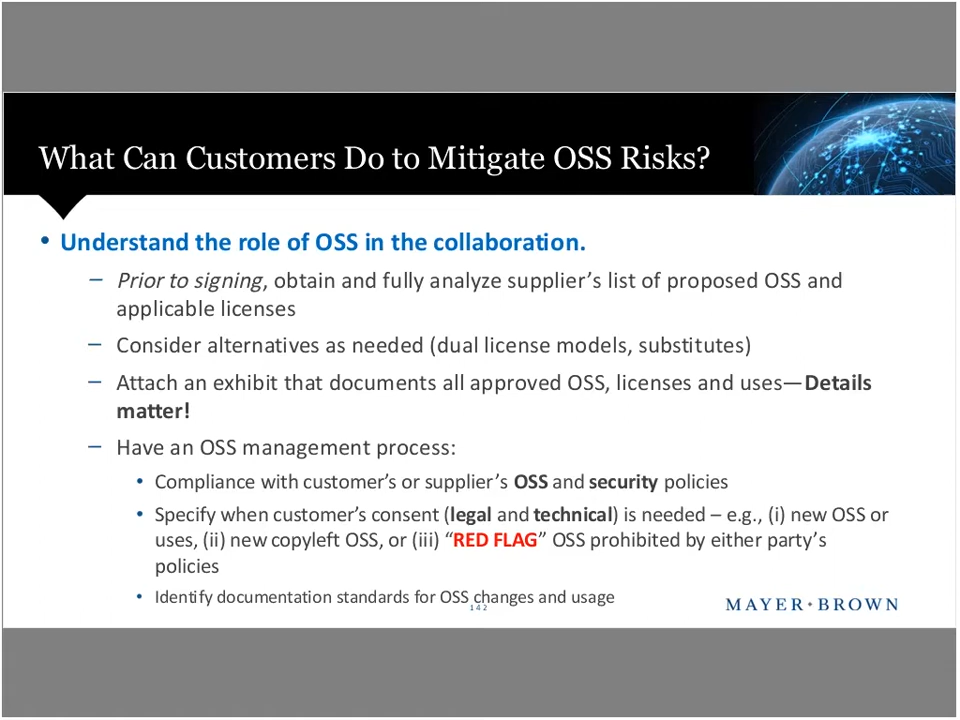 What Can Customers Do to Mitigate OSS Risks?
• Understand the role of OSS in the collaboration.
– Prior to signing, obtain and fully analyze supplier’s list of proposed OSS and
applicable licenses
– Consider alternatives as needed (dual license models, substitutes)
– Attach an exhibit that documents all approved OSS, licenses and uses—Details
matter!
– Have an OSS management process:
• Compliance with customer’s or supplier’s OSS and security policies
• Specify when customer’s consent (legal and technical) is needed – e.g., (i) new OSS or
uses, (ii) new copyleft OSS, or (iii) “RED FLAG” OSS prohibited by either party’s
policies
• Identify documentation standards for OSS changes and usage
142
MAYER•BROWN